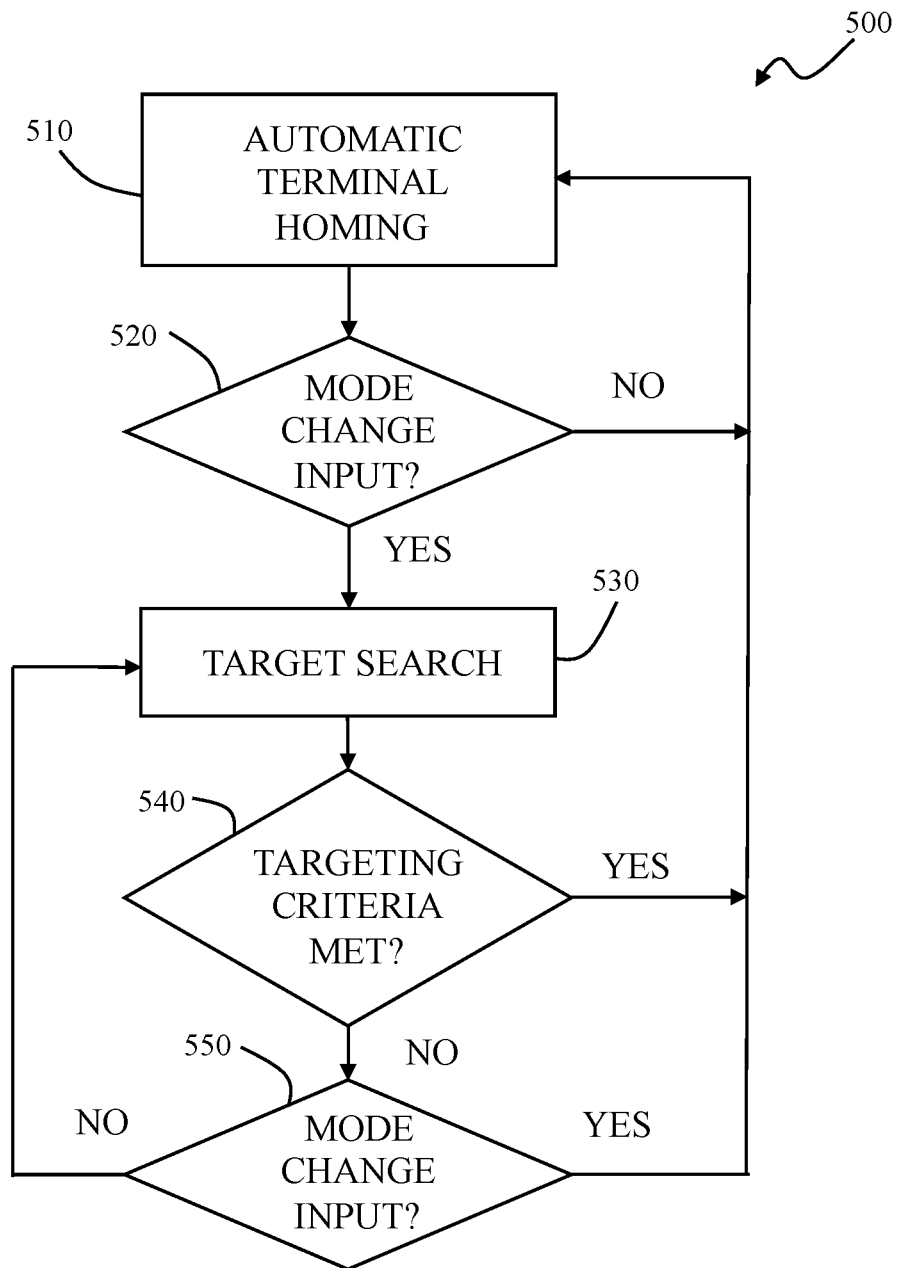 500
510
AUTOMATIC
TERMINAL
HOMING
520
MODE
CHANGE
INPUT?
NO
YES
530
TARGET SEARCH
540
TARGETING
CRITERIA
MET?
YES
NO
550
MODE
CHANGE
INPUT?
NO
YES